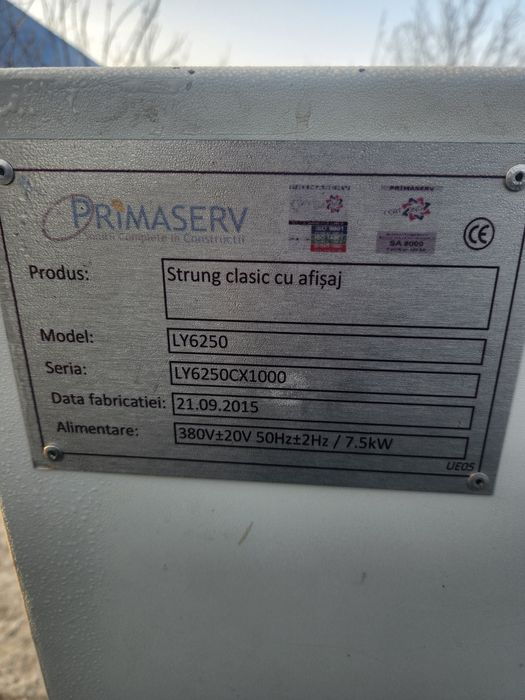 PRIMASERV
Soluții Complete în Construcții
PRIMASERV
ISO 9001
SA 8000
CE
Produs:
Strung clasic cu afișaj
Model:
LY6250
Seria:
LY6250CX1000
Data fabricatiei:
21.09.2015
Alimentare:
380V±20V 50Hz±2Hz / 7.5kW
UE05